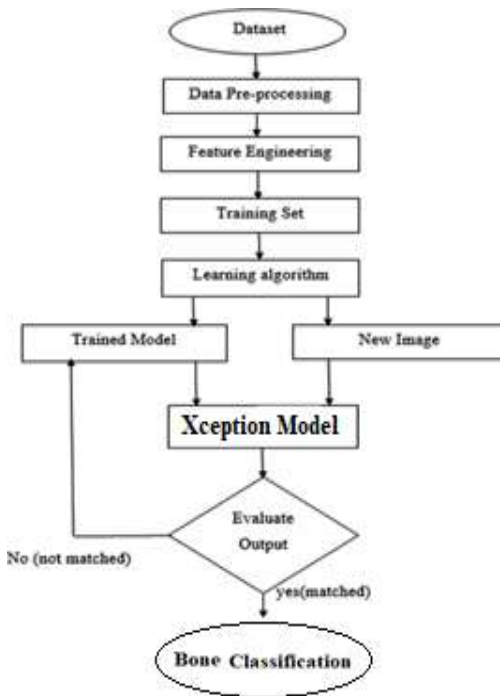 Dataset
Data Pre-processing
Feature Engineering
Training Set
Learning algorithm
Trained Model
New Image
Xception Model
Evaluate
Output
No (not matched)
yes(matched)
Bone Classification